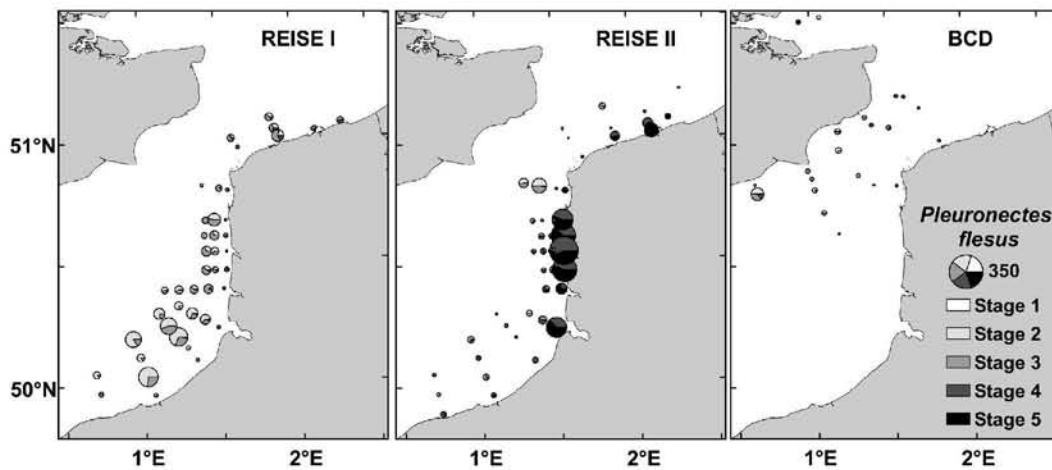 REISE I
REISE II
BCD
51°N
50°N
1°E
2°E
1°E
2°E
1°E
2°E
Pleuronectes
flesus
350
Stage 1
Stage 2
Stage 3
Stage 4
Stage 5